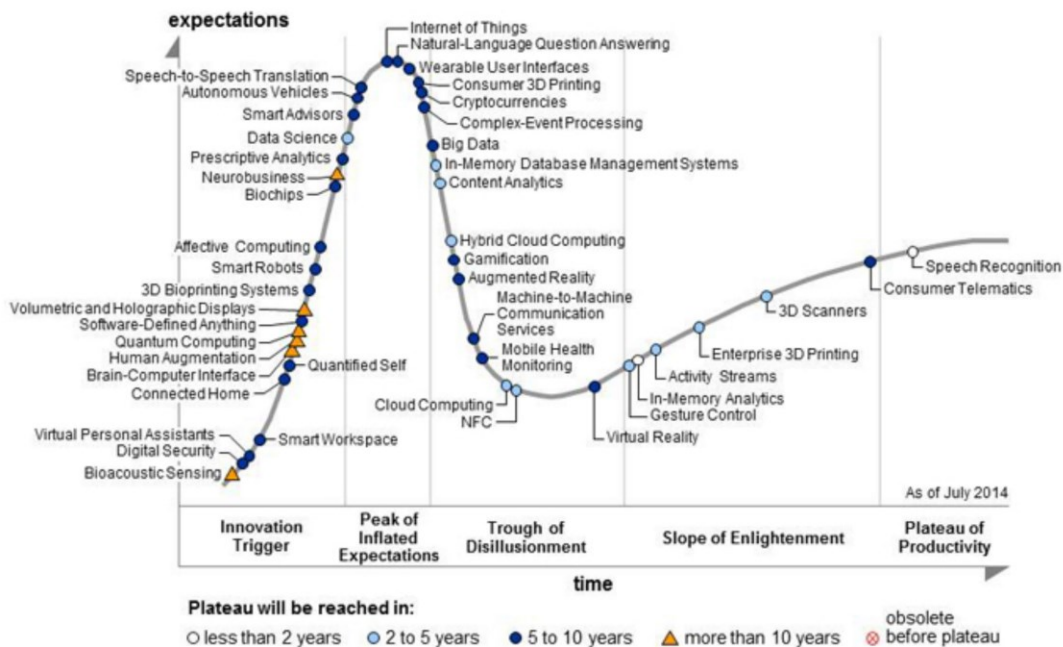 expectations
Internet of Things
Natural-Language Question Answering
Wearable User Interfaces
Speech-to-Speech Translation
Consumer 3D Printing
Autonomous Vehicles
Cryptocurrencies
Smart Advisors
Complex-Event Processing
Data Science
Big Data
Prescriptive Analytics
In-Memory Database Management Systems
Neurobusiness
Content Analytics
Biochips
Affective Computing
Hybrid Cloud Computing
Smart Robots
Gamification
Speech Recognition
3D Bioprinting Systems
Augmented Reality
Consumer Telematics
Volumetric and Holographic Displays
Machine-to-Machine
Communication
Services
3D Scanners
Software-Defined Anything
Quantum Computing
Human Augmentation
Mobile Health
Monitoring
Enterprise 3D Printing
Brain-Computer Interface
Quantified Self
Activity Streams
Connected Home
Cloud Computing
In-Memory Analytics
NFC
Gesture Control
Virtual Personal Assistants
Smart Workspace
Virtual Reality
Digital Security
Bioacoustic Sensing
As of July 2014
Innovation
Trigger
Peak of
Inflated
Expectations
Trough of
Disillusionment
Slope of Enlightenment
Plateau of
Productivity
time
Plateau will be reached in:
less than 2 years
2 to 5 years
5 to 10 years
more than 10 years
obsolete
before plateau